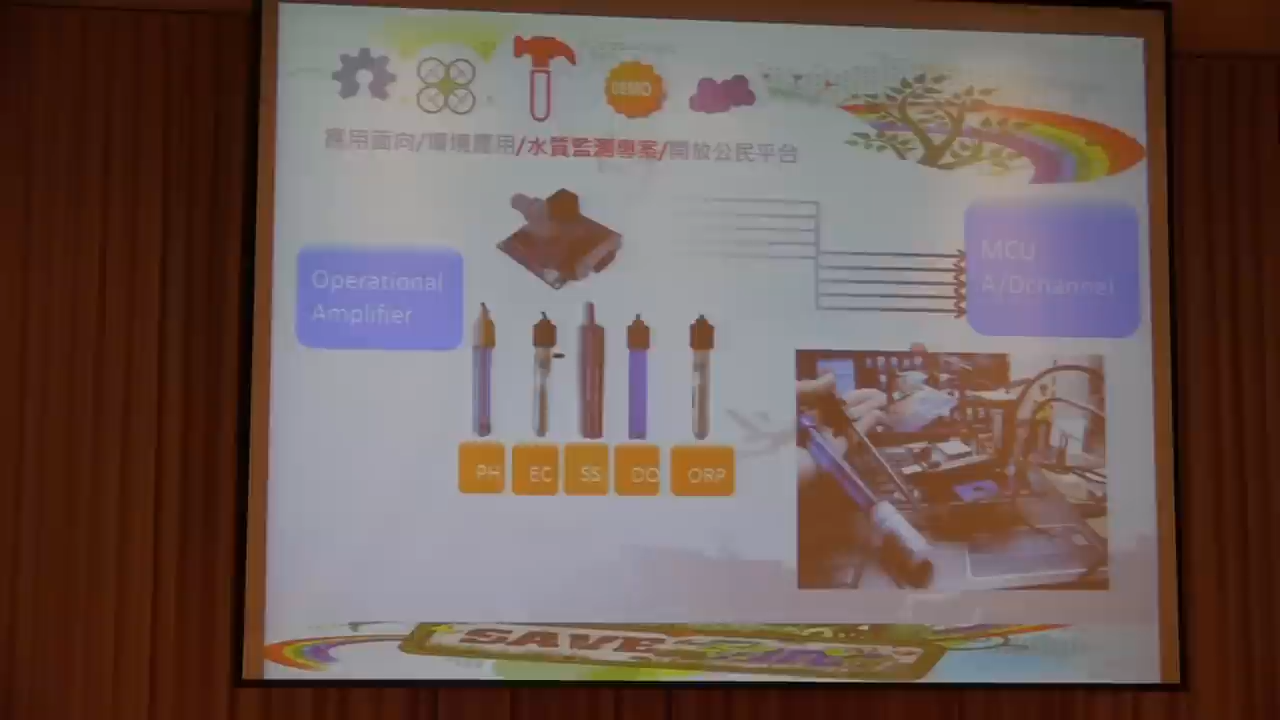 DEMO
應用面向/環境應用/水質監測專案/開放公民平台
Operational
Amplifier
MCU
A/Dchannel
PH
EC
SS
DO
ORP
SAVE